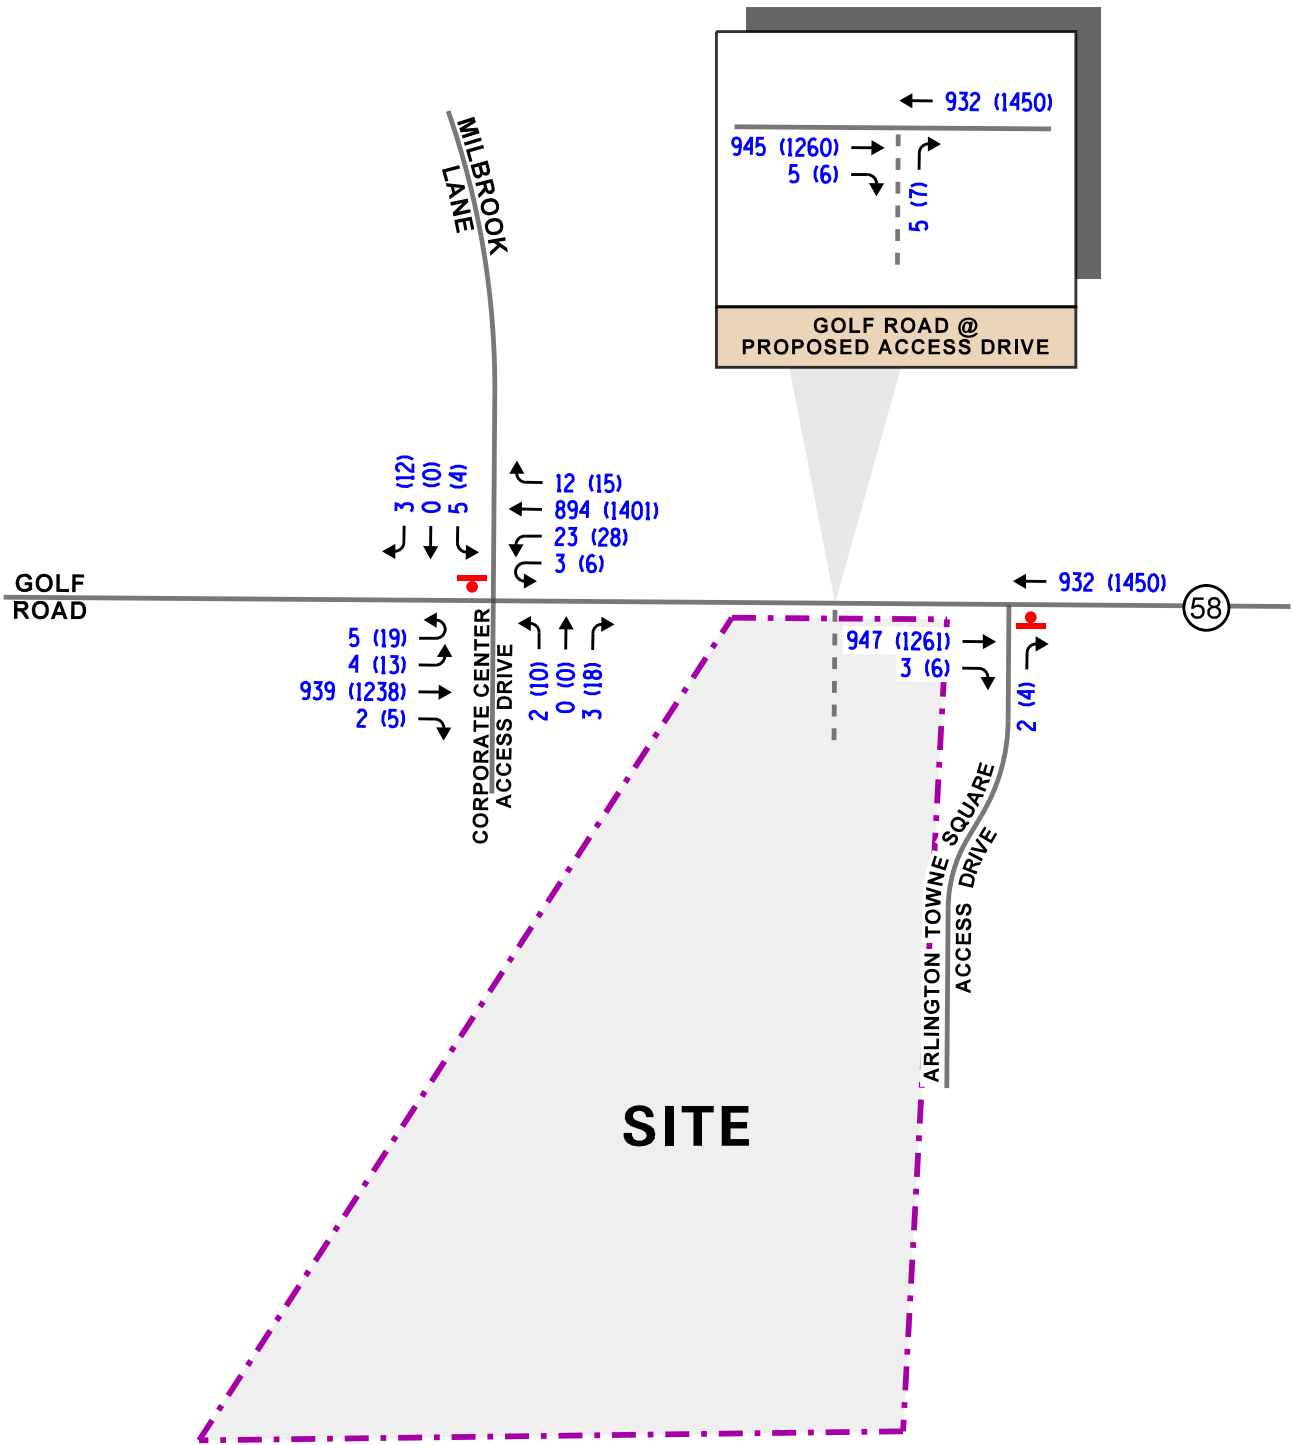 932 (1450)
945 (1260)
5 (6)
5 (7)
GOLF ROAD @
PROPOSED ACCESS DRIVE
MILBROOK
LANE
3 (12)
0 (0)
5 (4)
12 (15)
894 (1401)
23 (28)
3 (6)
GOLF
ROAD
932 (1450)
58
5 (19)
4 (13)
939 (1238)
2 (5)
CORPORATE CENTER
ACCESS DRIVE
2 (10)
0 (0)
3 (18)
947 (1261)
3 (6)
2 (4)
ARLINGTON TOWNE SQUARE
ACCESS DRIVE
SITE